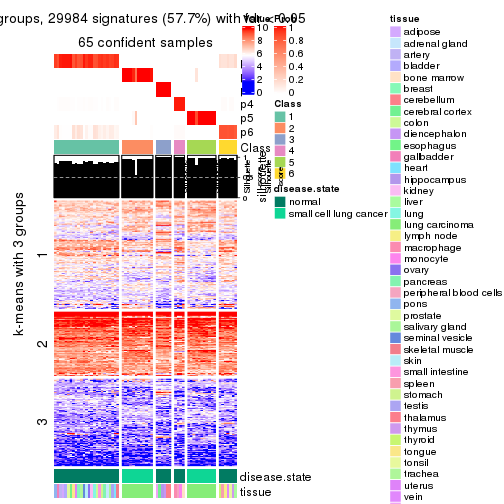 groups, 29984 signatures (57.7%) with fdr < 0.05
65 confident samples
p4
p5
p6
Class
silhouette
1
0.5
0
k-means with 3 groups
1
2
3
disease.state
tissue
Value
10
8
6
4
2
0
Prob
1
0.8
0.6
0.4
0.2
0
Class
1
2
3
4
5
6
disease.state
normal
small cell lung cancer
tissue
adipose
adrenal gland
artery
bladder
bone marrow
breast
cerebellum
cerebral cortex
colon
diencephalon
esophagus
gallbadder
heart
hippocampus
kidney
liver
lung
lung carcinoma
lymph node
macrophage
monocyte
ovary
pancreas
peripheral blood cells
pons
prostate
salivary gland
seminal vesicle
skeletal muscle
skin
small intestine
spleen
stomach
testis
thalamus
thymus
thyroid
tongue
tonsil
trachea
uterus
vein